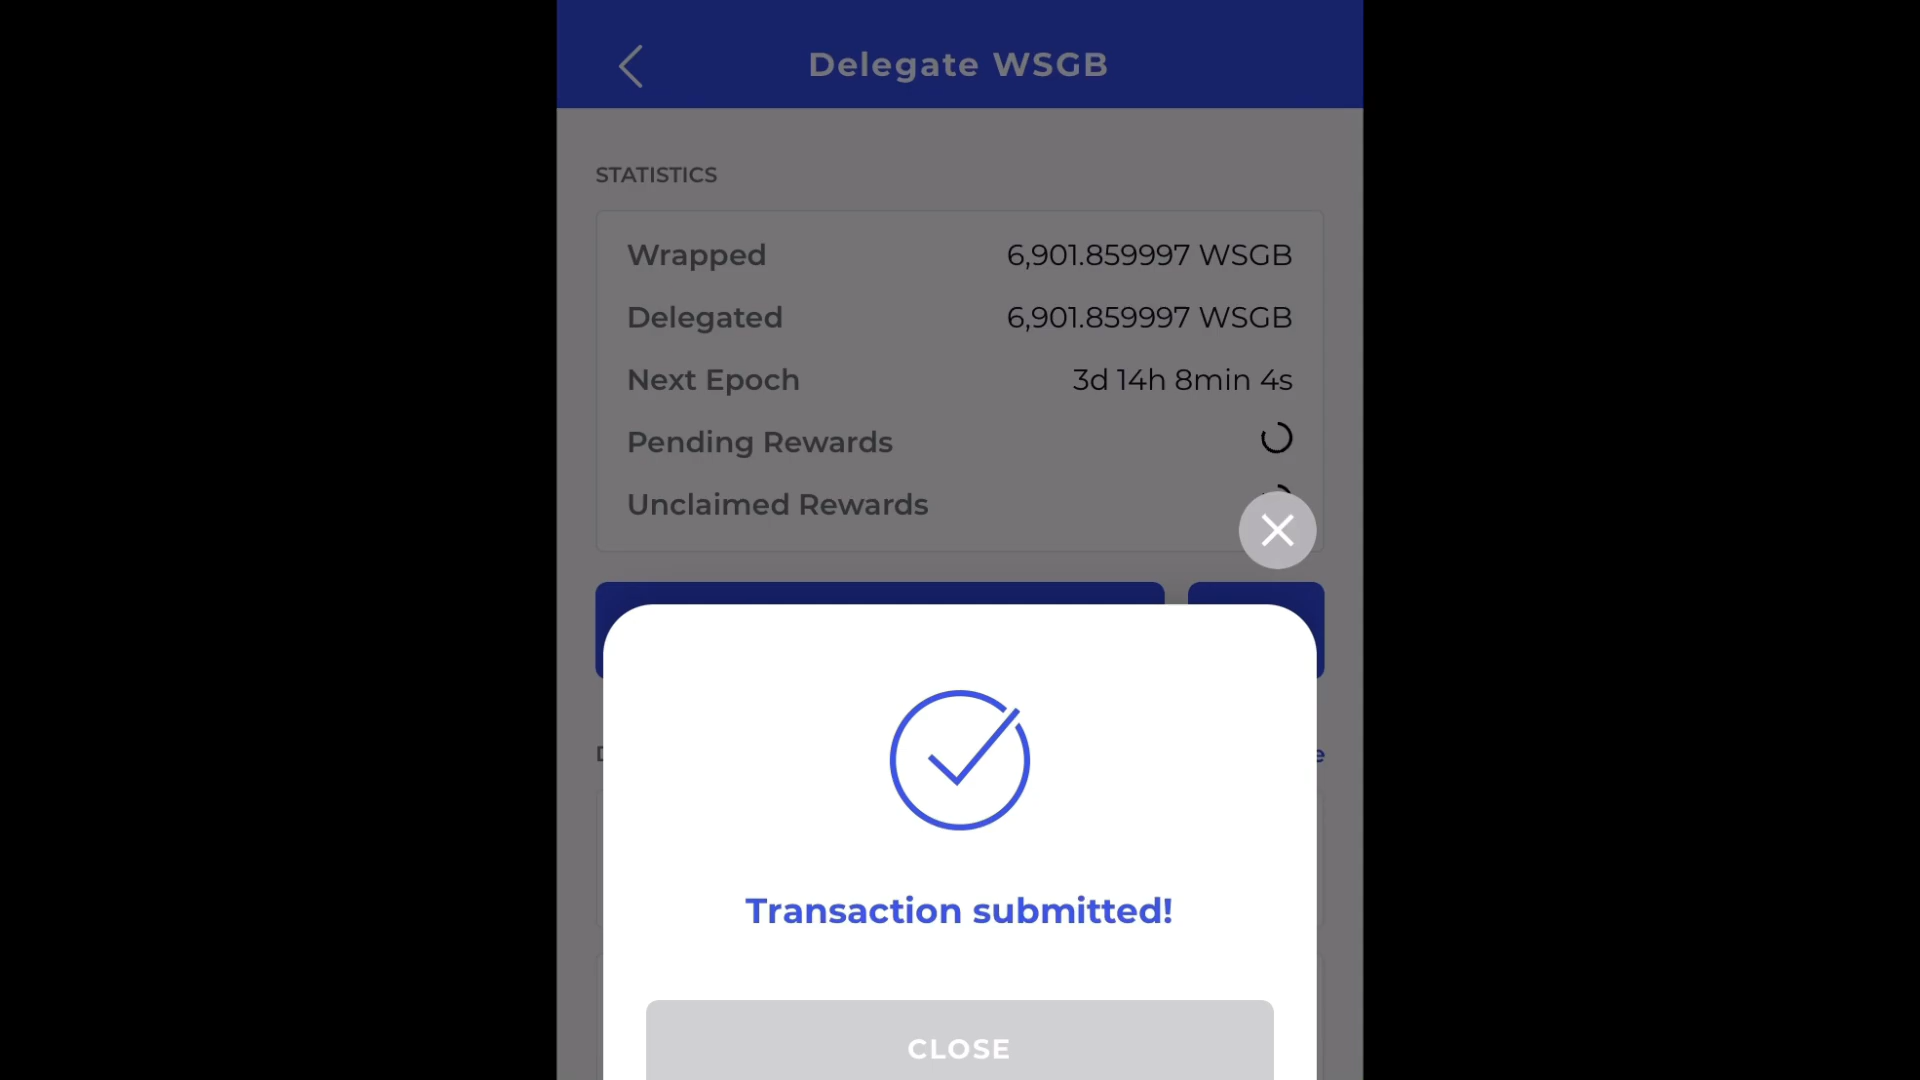 Delegate WSGB
STATISTICS
Wrapped 6,901.859997 WSGB
Delegated 6,901.859997 WSGB
Next Epoch 3d 14h 8min 4s
Pending Rewards
Unclaimed Rewards
Transaction submitted!
CLOSE